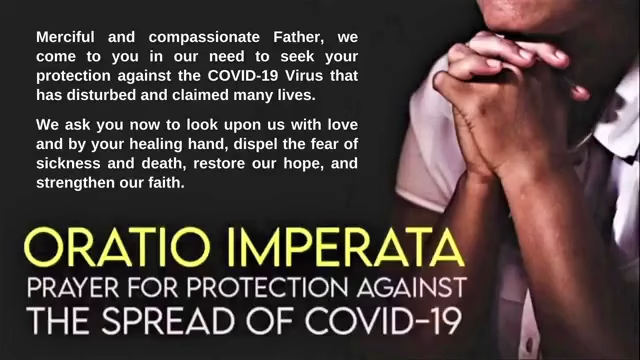 Merciful and compassionate Father, we
come to you in our need to seek your
protection against the COVID-19 Virus that
has disturbed and claimed many lives.
We ask you now to look upon us with love
and by your healing hand, dispel the fear of
sickness and death, restore our hope, and
strengthen our faith.
ORATIO IMPERATA
PRAYER FOR PROTECTION AGAINST
THE SPREAD OF COVID-19